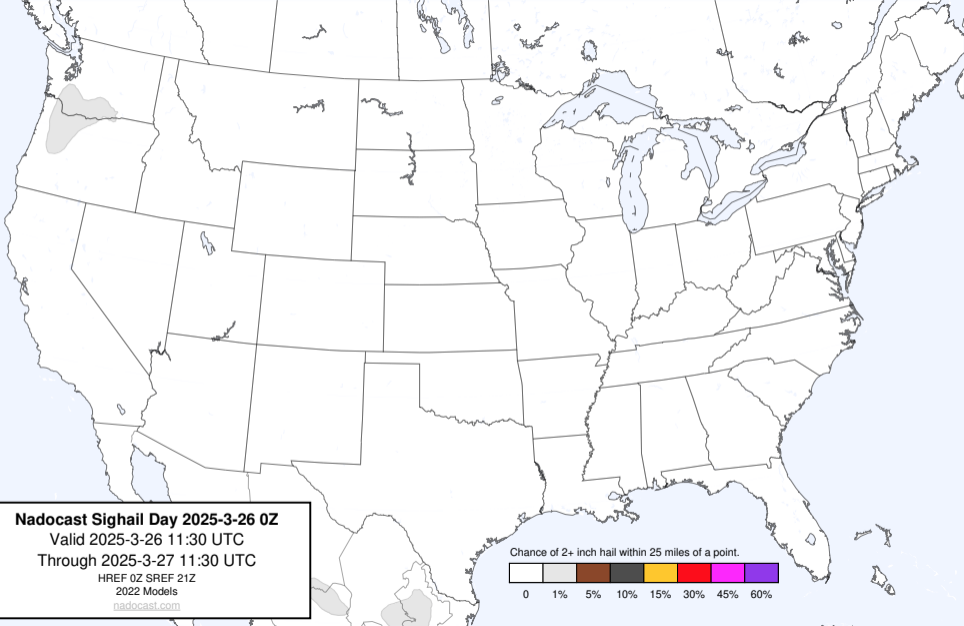 Nadocast Sighail Day 2025-3-26 0Z
Valid 2025-3-26 11:30 UTC
Through 2025-3-27 11:30 UTC
HREF 0Z SREF 21Z
2022 Models
nadocast.com
Chance of 2+ inch hail within 25 miles of a point.
0 1% 5% 10% 15% 30% 45% 60%